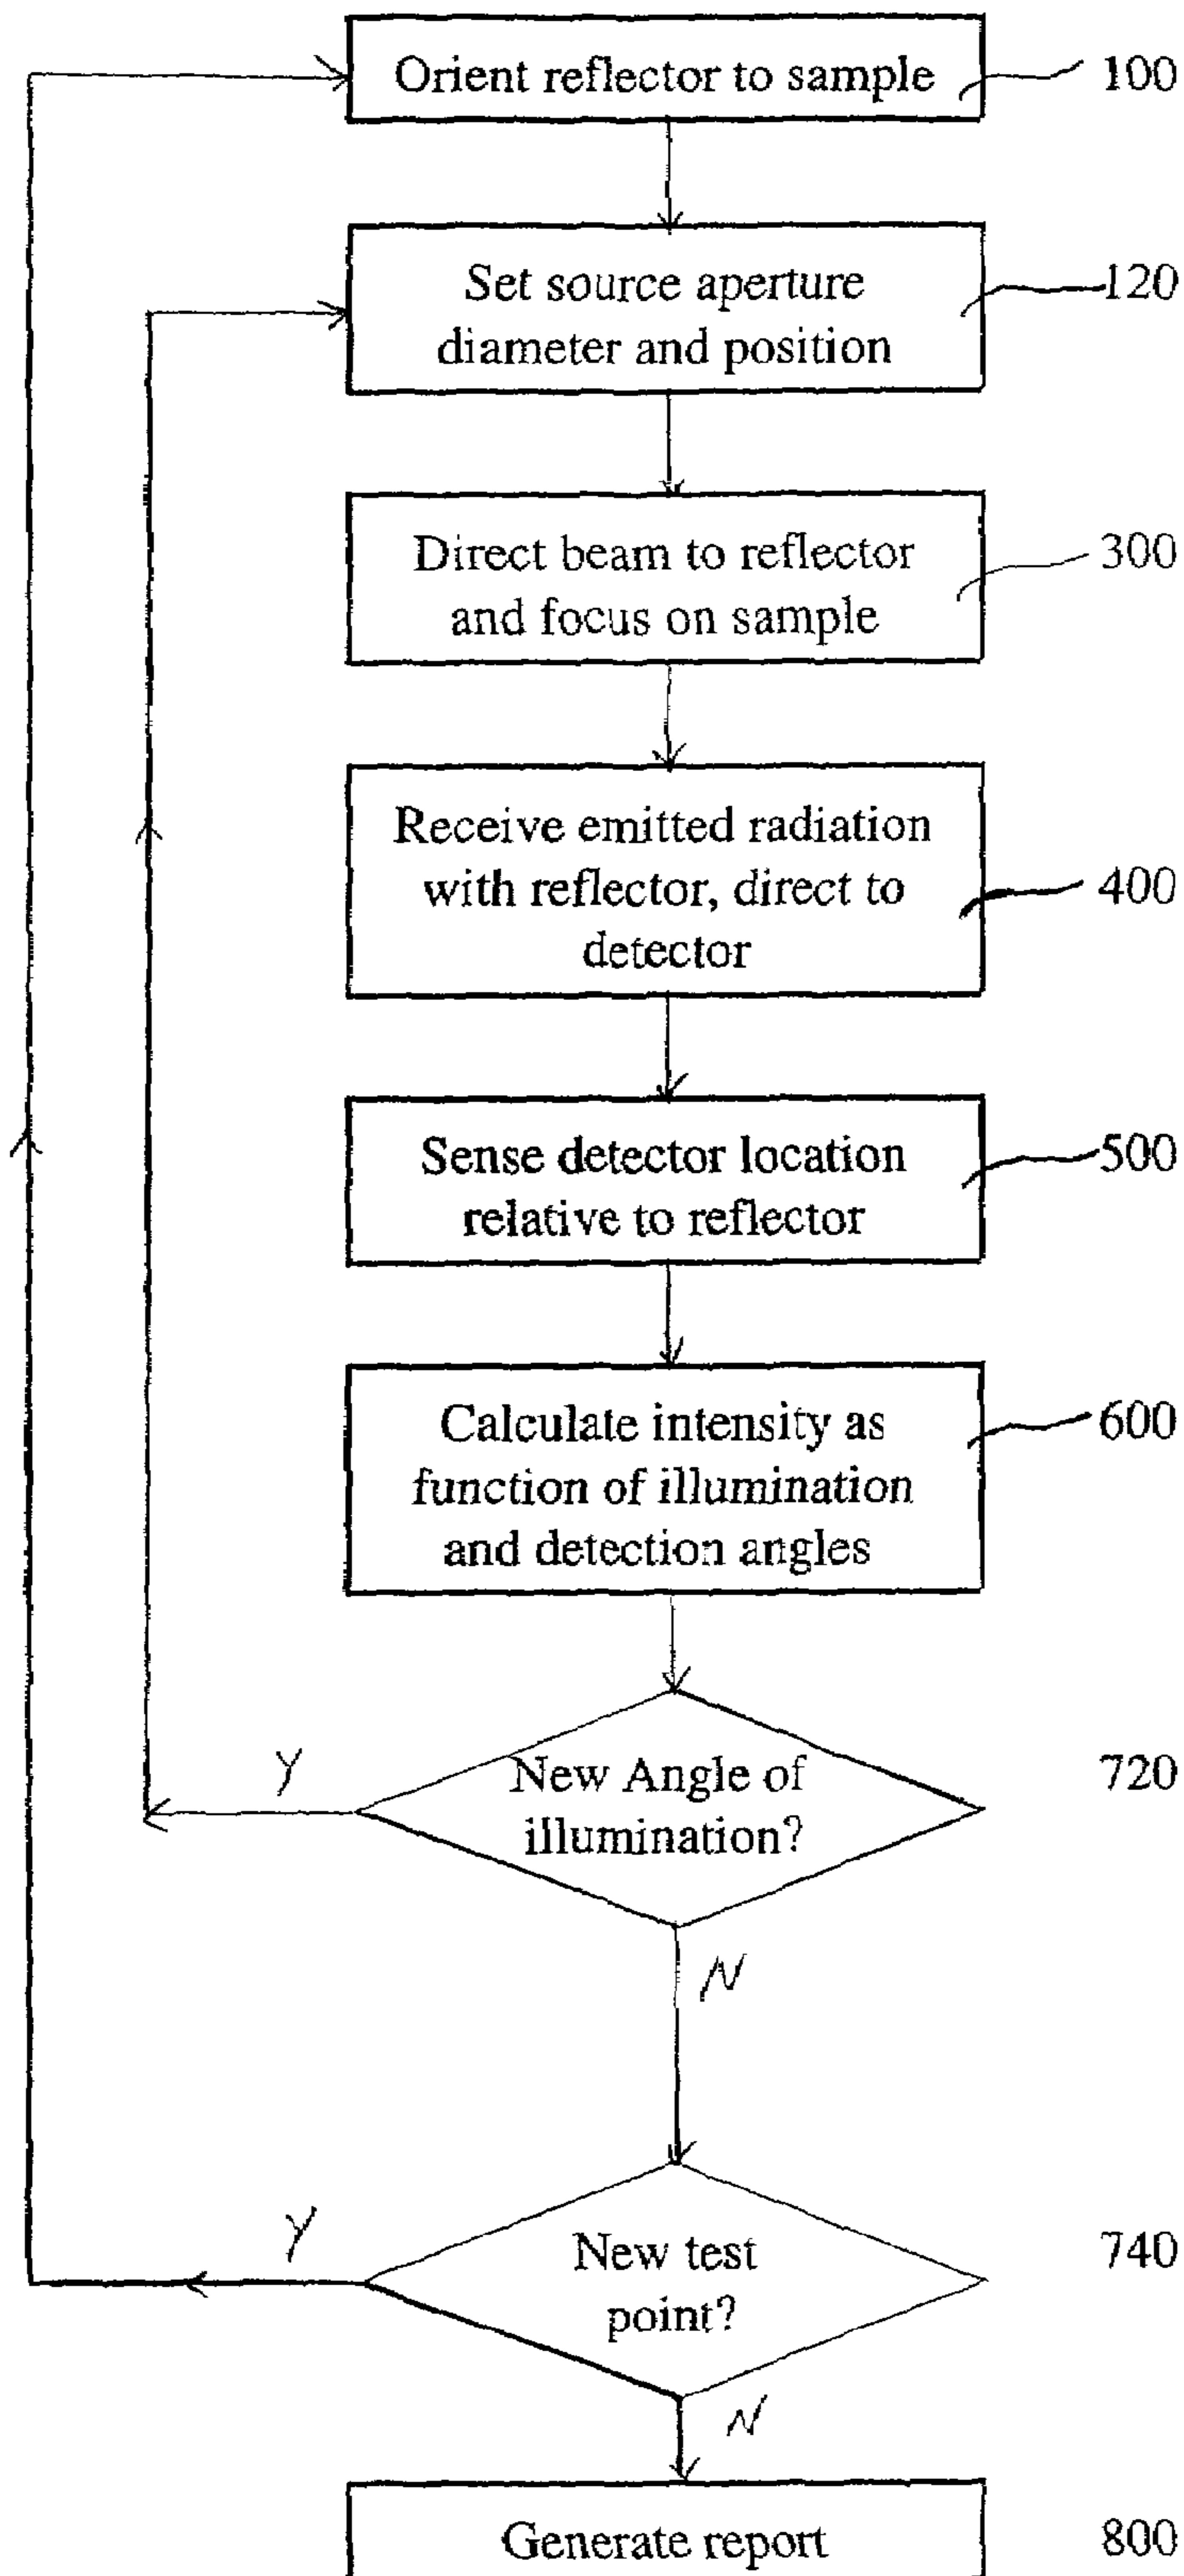 Orient reflector to sample
100
Set source aperture
diameter and position
120
Direct beam to reflector
and focus on sample
300
Receive emitted radiation
with reflector, direct to
detector
400
Sense detector location
relative to reflector
500
Calculate intensity as
function of illumination
and detection angles
600
New Angle of
illumination?
720
Y
N
New test
point?
740
Y
N
Generate report
800